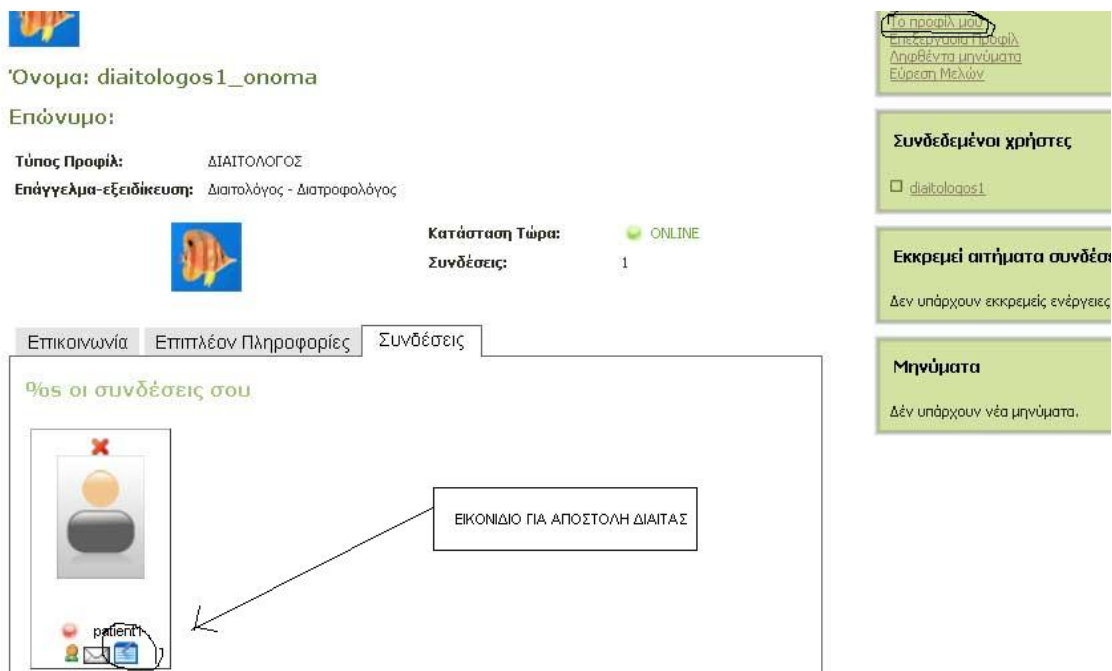 Όνομα: diaitologos1_onoma
Επώνυμο:
Τύπος Προφίλ: ΔΙΑΙΤΟΛΟΓΟΣ
Επάγγελμα-εξειδίκευση: Διαιτολόγος - Διατροφολόγος
Κατάσταση Τώρα: ONLINE
Συνδέσεις: 1
Επικοινωνία Επιπλέον Πληροφορίες Συνδέσεις
%s οι συνδέσεις σου
ΕΙΚΟΝΙΔΙΟ ΓΙΑ ΑΠΟΣΤΟΛΗ ΔΙΑΙΤΑΣ
patient1
Το προφίλ μου
Επεξεργασία Προφίλ
Ληφθέντα μηνύματα
Εύρεση Μελών
Συνδεδεμένοι χρήστες
diaitologos1
Εκκρεμεί αιτήματα συνδέσε
Δεν υπάρχουν εκκρεμείς ενέργειες
Μηνύματα
Δέν υπάρχουν νέα μηνύματα.